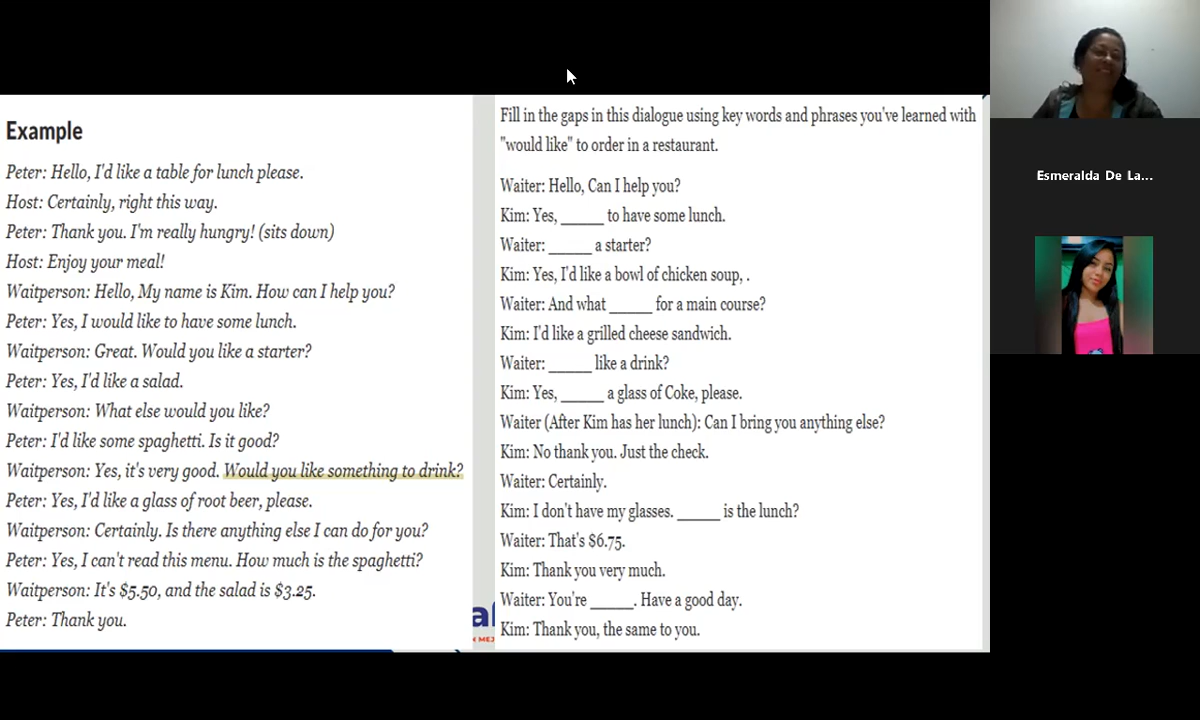 Example
Peter: Hello, I'd like a table for lunch please.
Host: Certainly, right this way.
Peter: Thank you. I'm really hungry! (sits down)
Host: Enjoy your meal!
Waitperson: Hello, My name is Kim. How can I help you?
Peter: Yes, I would like to have some lunch.
Waitperson: Great. Would you like a starter?
Peter: Yes, I'd like a salad.
Waitperson: What else would you like?
Peter: I'd like some spaghetti. Is it good?
Waitperson: Yes, it's very good. Would you like something to drink?
Peter: Yes, I'd like a glass of root beer, please.
Waitperson: Certainly. Is there anything else I can do for you?
Peter: Yes, I can't read this menu. How much is the spaghetti?
Waitperson: It's $5.50, and the salad is $3.25.
Peter: Thank you.
Fill in the gaps in this dialogue using key words and phrases you've learned with
"would like" to order in a restaurant.
Waiter: Hello, Can I help you?
Kim: Yes, _____ to have some lunch.
Waiter: _____ a starter?
Kim: Yes, I'd like a bowl of chicken soup, .
Waiter: And what _____ for a main course?
Kim: I'd like a grilled cheese sandwich.
Waiter: _____ like a drink?
Kim: Yes, _____ a glass of Coke, please.
Waiter (After Kim has her lunch): Can I bring you anything else?
Kim: No thank you. Just the check.
Waiter: Certainly.
Kim: I don't have my glasses. _____ is the lunch?
Waiter: That's $6.75.
Kim: Thank you very much.
Waiter: You're _____. Have a good day.
Kim: Thank you, the same to you.
Esmeralda De La...